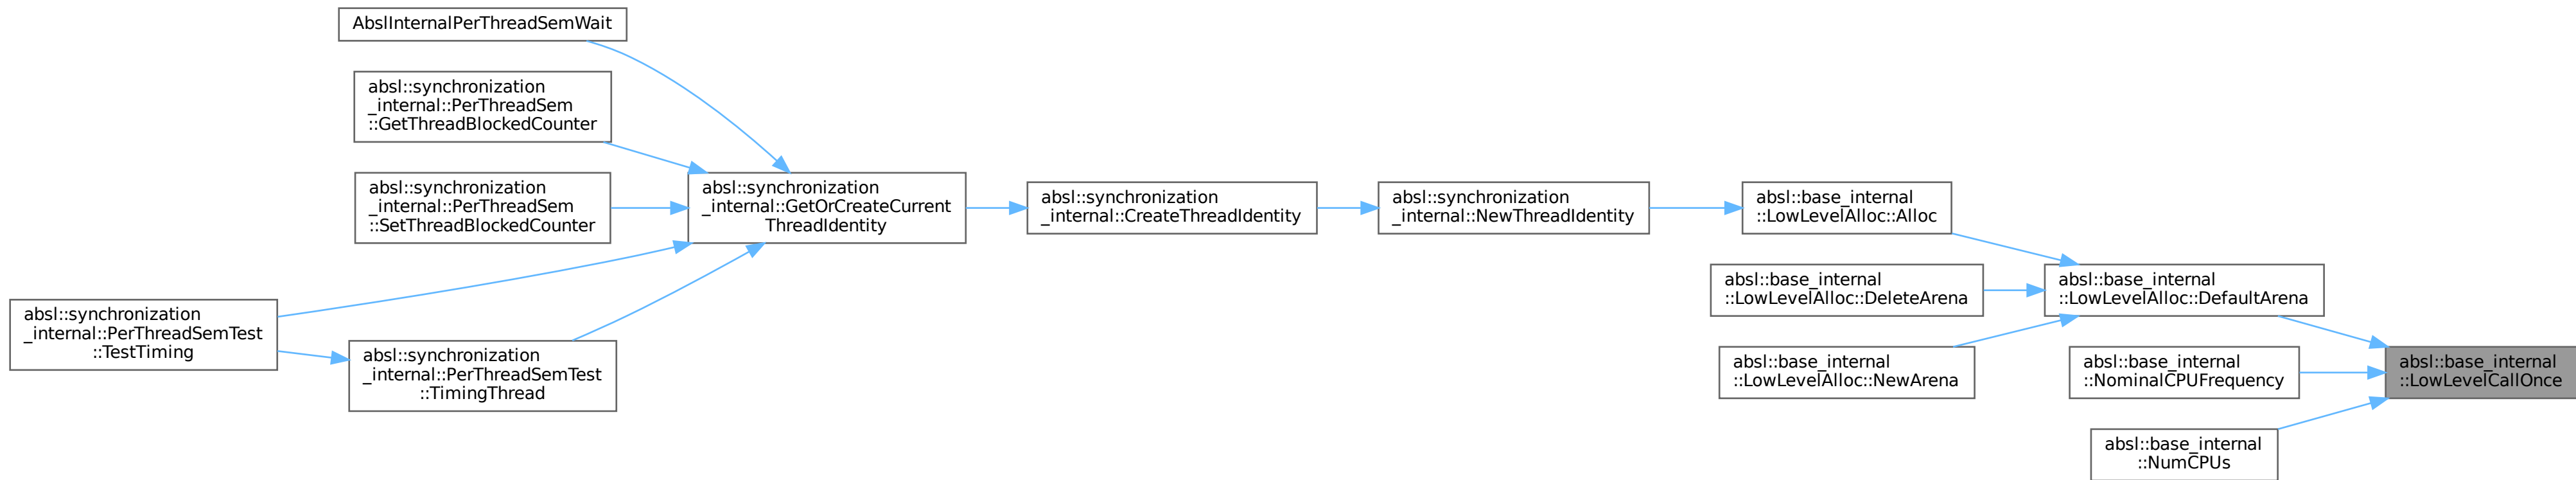 AbslInternalPerThreadSemWait
absl::synchronization
_internal::PerThreadSem
::GetThreadBlockedCounter
absl::synchronization
_internal::PerThreadSem
::SetThreadBlockedCounter
absl::synchronization
_internal::PerThreadSemTest
::TestTiming
absl::synchronization
_internal::PerThreadSemTest
::TimingThread
absl::synchronization
_internal::GetOrCreateCurrent
ThreadIdentity
absl::synchronization
_internal::CreateThreadIdentity
absl::synchronization
_internal::NewThreadIdentity
absl::base_internal
::LowLevelAlloc::Alloc
absl::base_internal
::LowLevelAlloc::DeleteArena
absl::base_internal
::LowLevelAlloc::NewArena
absl::base_internal
::LowLevelAlloc::DefaultArena
absl::base_internal
::NominalCPUFrequency
absl::base_internal
::NumCPUs
absl::base_internal
::LowLevelCallOnce